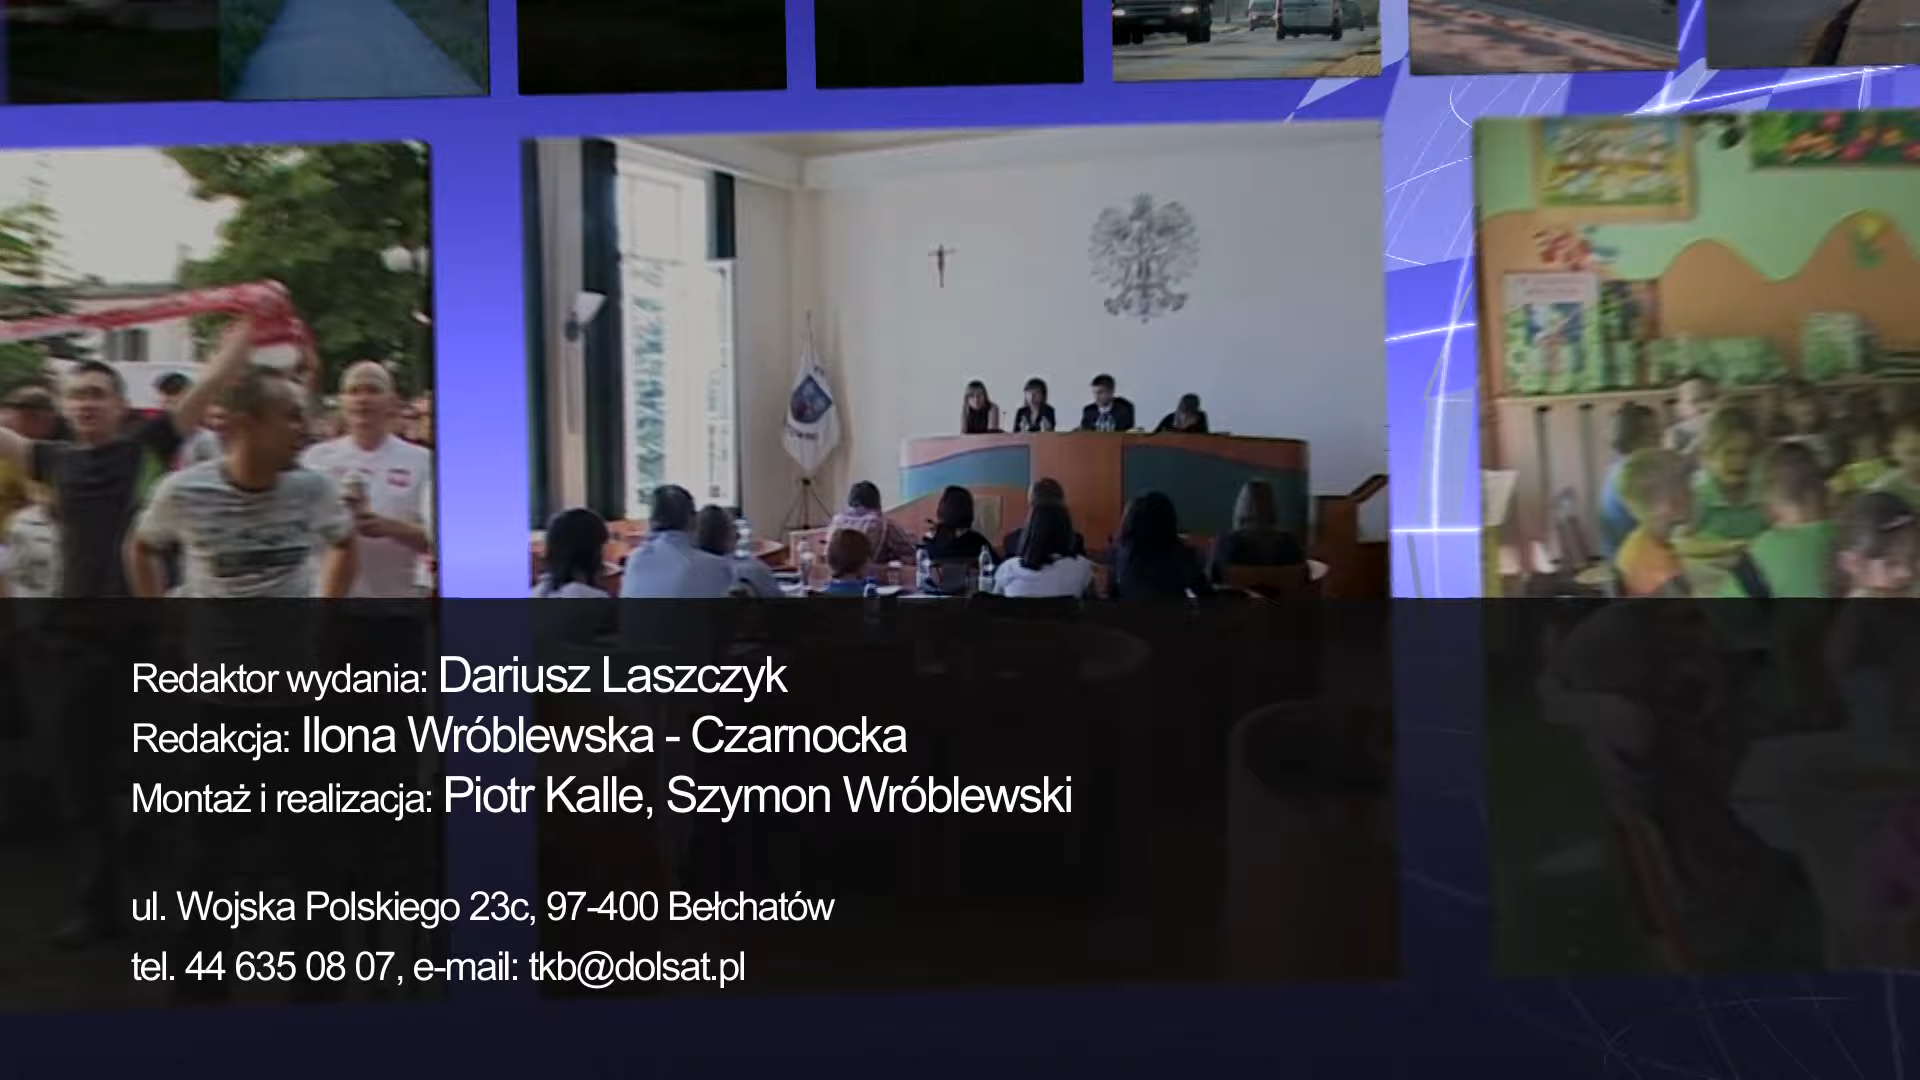 Redaktor wydania: Dariusz Laszczyk
Redakcja: Ilona Wróblewska - Czarnocka
Montaż i realizacja: Piotr Kalle, Szymon Wróblewski
ul. Wojska Polskiego 23c, 97-400 Bełchatów
tel. 44 635 08 07, e-mail: tkb@dolsat.pl